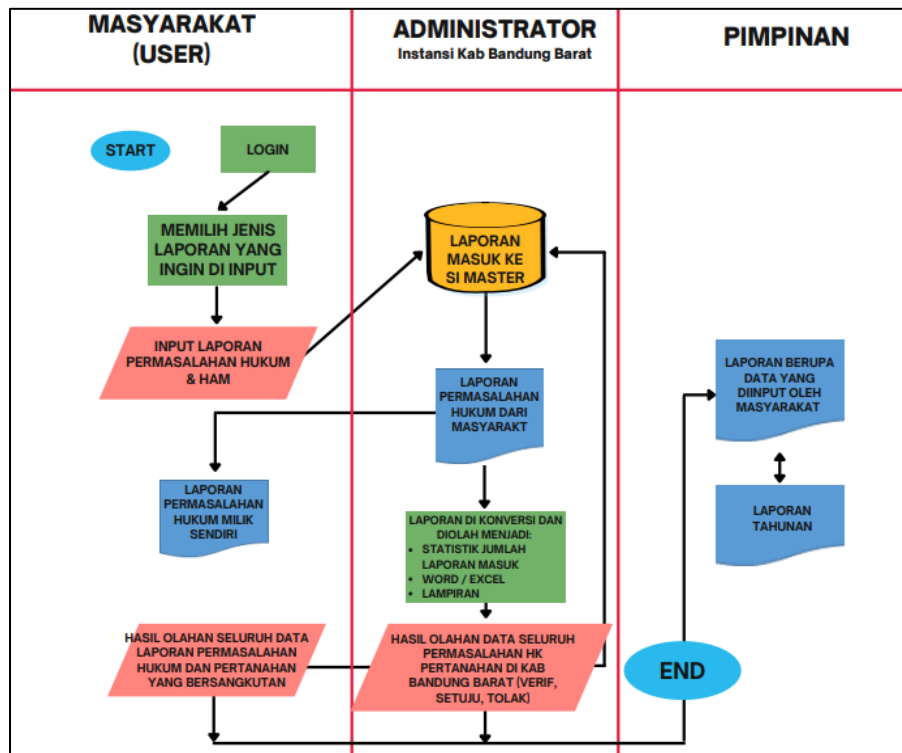 MASYARAKAT
(USER)
ADMINISTRATOR
Instansi Kab Bandung Barat
PIMPINAN
START
LOGIN
MEMILIH JENIS
LAPORAN YANG
INGIN DI INPUT
INPUT LAPORAN
PERMASALAHAN HUKUM
& HAM
LAPORAN
MASUK KE
SI MASTER
LAPORAN
PERMASALAHAN
HUKUM DARI
MASYARAKT
LAPORAN
PERMASALAHAN
HUKUM MILIK
SENDIRI
LAPORAN DI KONVERSI DAN
DIOLAH MENJADI:
• STATISTIK JUMLAH
LAPORAN MASUK
• WORD / EXCEL
• LAMPIRAN
HASIL OLAHAN SELURUH DATA
LAPORAN PERMASALAHAN
HUKUM DAN PERTANAHAN
YANG BERSANGKUTAN
HASIL OLAHAN DATA SELURUH
PERMASALAHAN HK
PERTANAHAN DI KAB
BANDUNG BARAT (VERIF,
SETUJU, TOLAK)
LAPORAN BERUPA
DATA YANG
DIINPUT OLEH
MASYARAKAT
LAPORAN
TAHUNAN
END